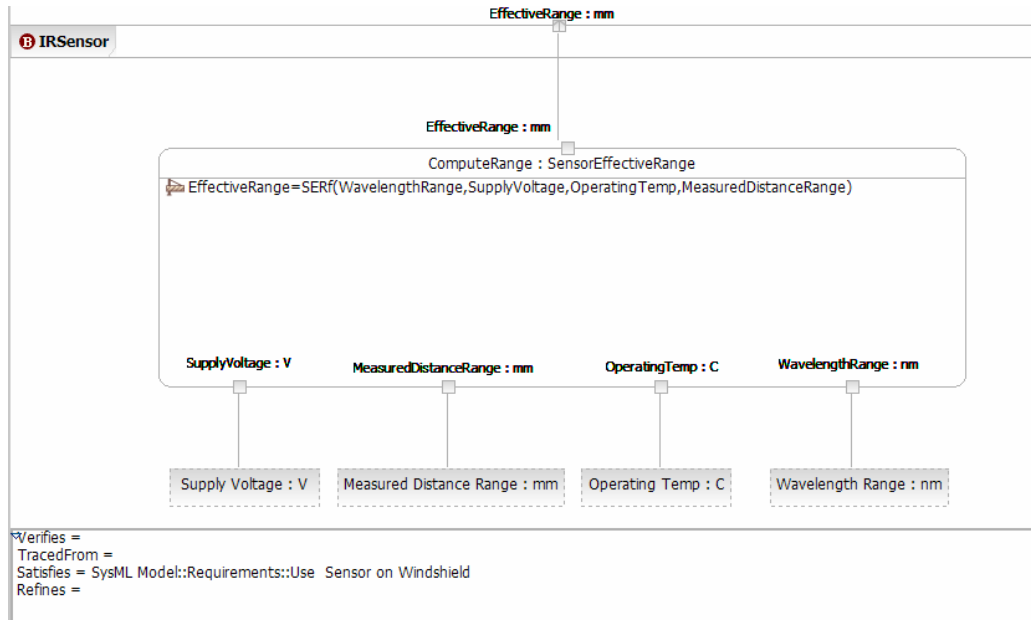 EffectiveRange : mm
B IRSensor
EffectiveRange : mm
ComputeRange : SensorEffectiveRange
EffectiveRange=SERf(WavelengthRange,SupplyVoltage,OperatingTemp,MeasuredDistanceRange)
SupplyVoltage : V
MeasuredDistanceRange : mm
OperatingTemp : C
WavelengthRange : nm
Supply Voltage : V
Measured Distance Range : mm
Operating Temp : C
Wavelength Range : nm
Verifies =
TracedFrom =
Satisfies = SysML Model::Requirements::Use  Sensor on Windshield
Refines =